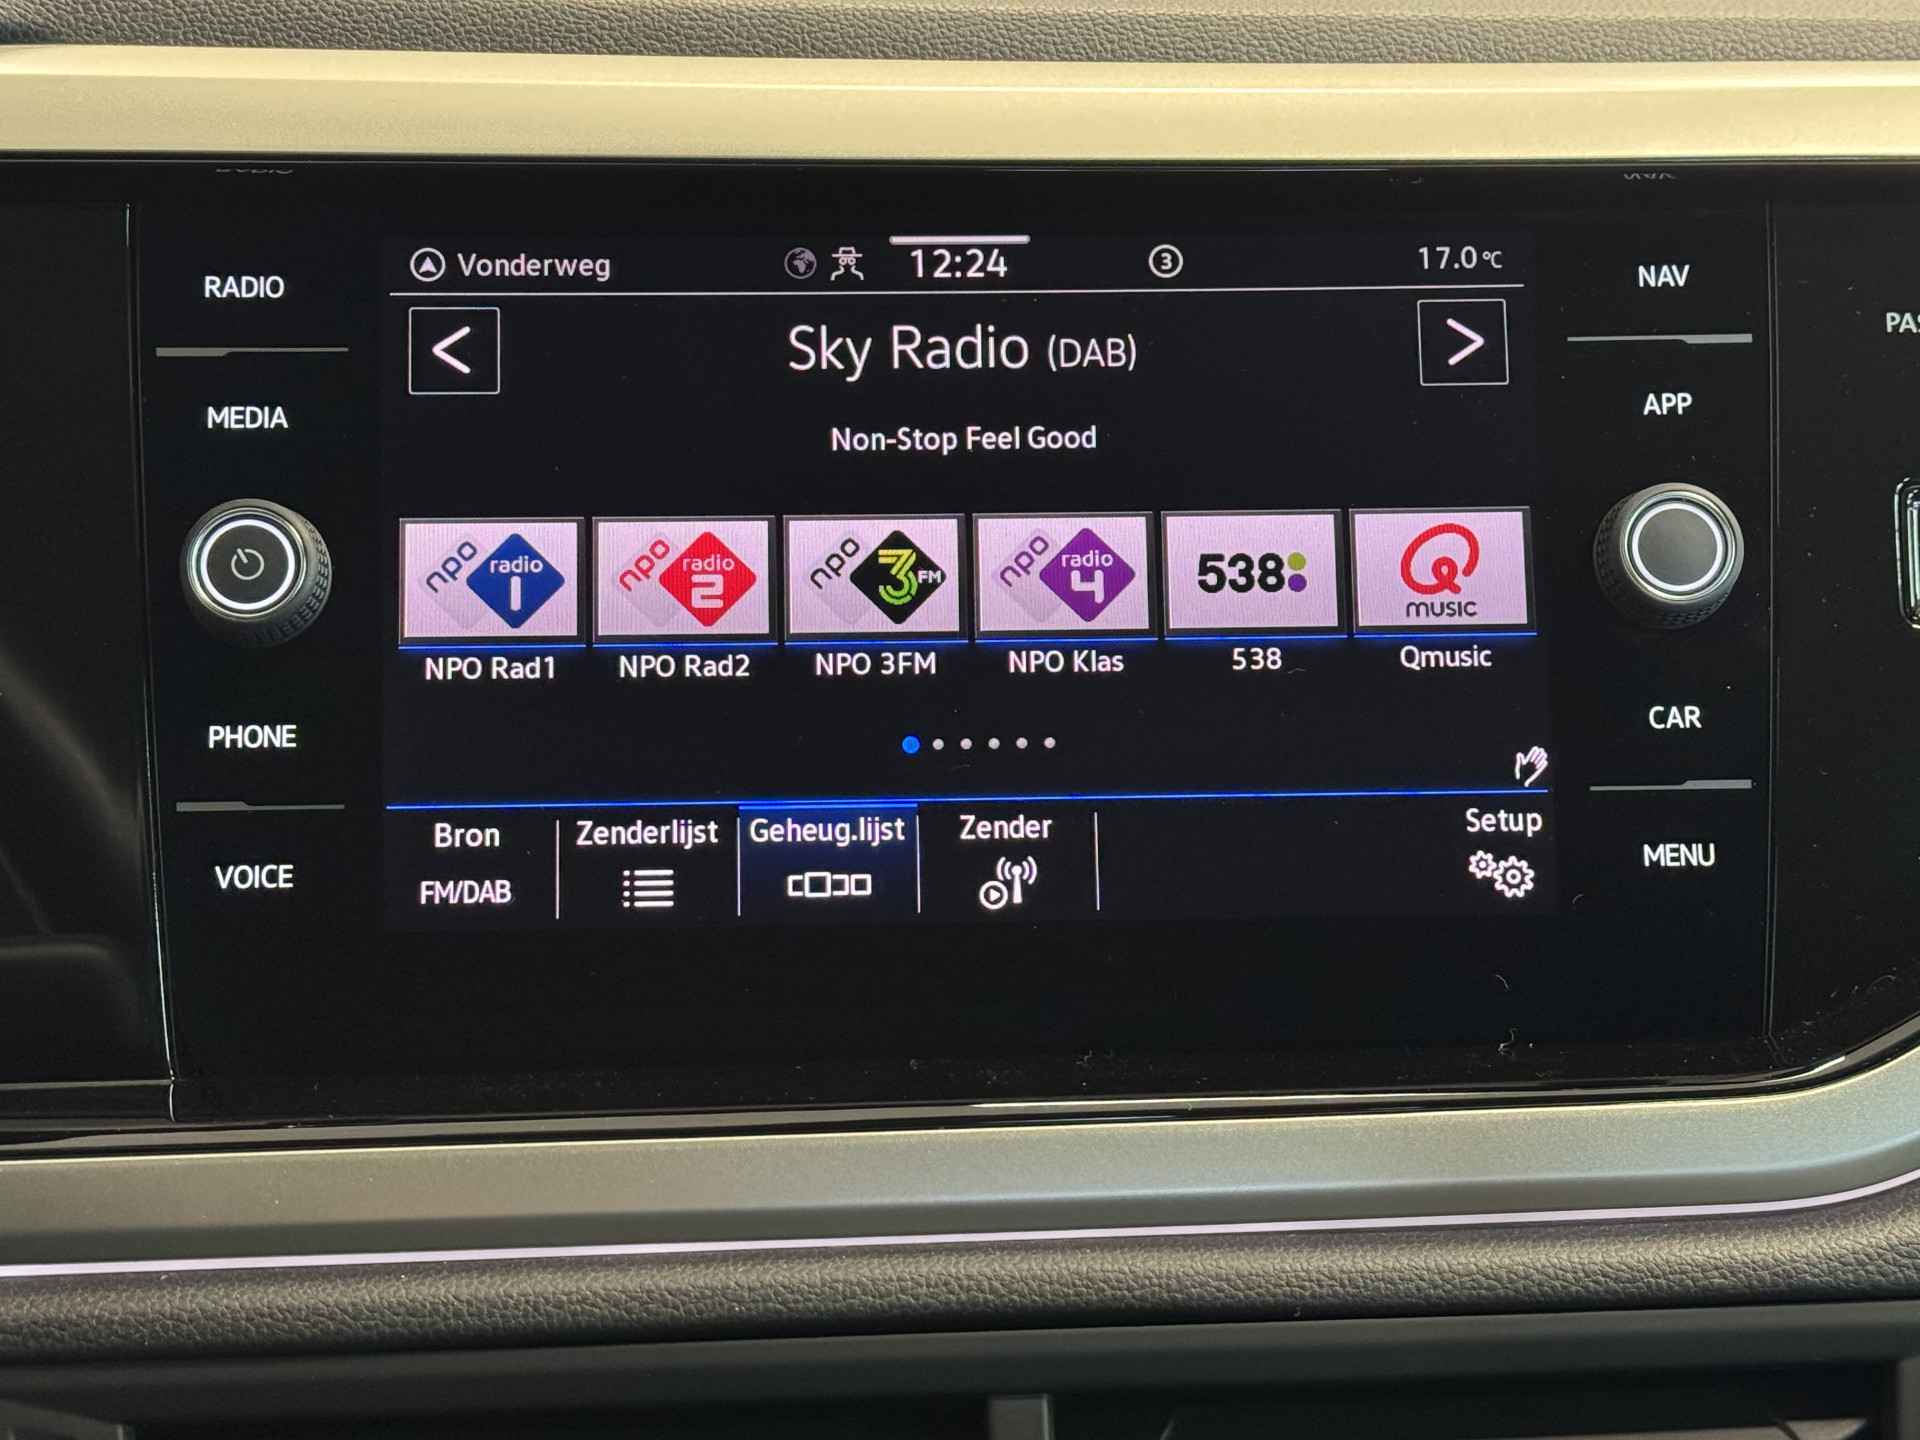 RADIO
MEDIA
PHONE
VOICE
Vonderweg
12:24
3
17.0°C
Sky Radio (DAB)
Non-Stop Feel Good
npo radio 1
npo radio 2
npo 3FM
npo radio 4
538
Q MUSIC
NPO Rad1
NPO Rad2
NPO 3FM
NPO Klas
538
Qmusic
Bron
FM/DAB
Zenderlijst
Geheug.lijst
Zender
Setup
NAV
APP
CAR
MENU
PAS